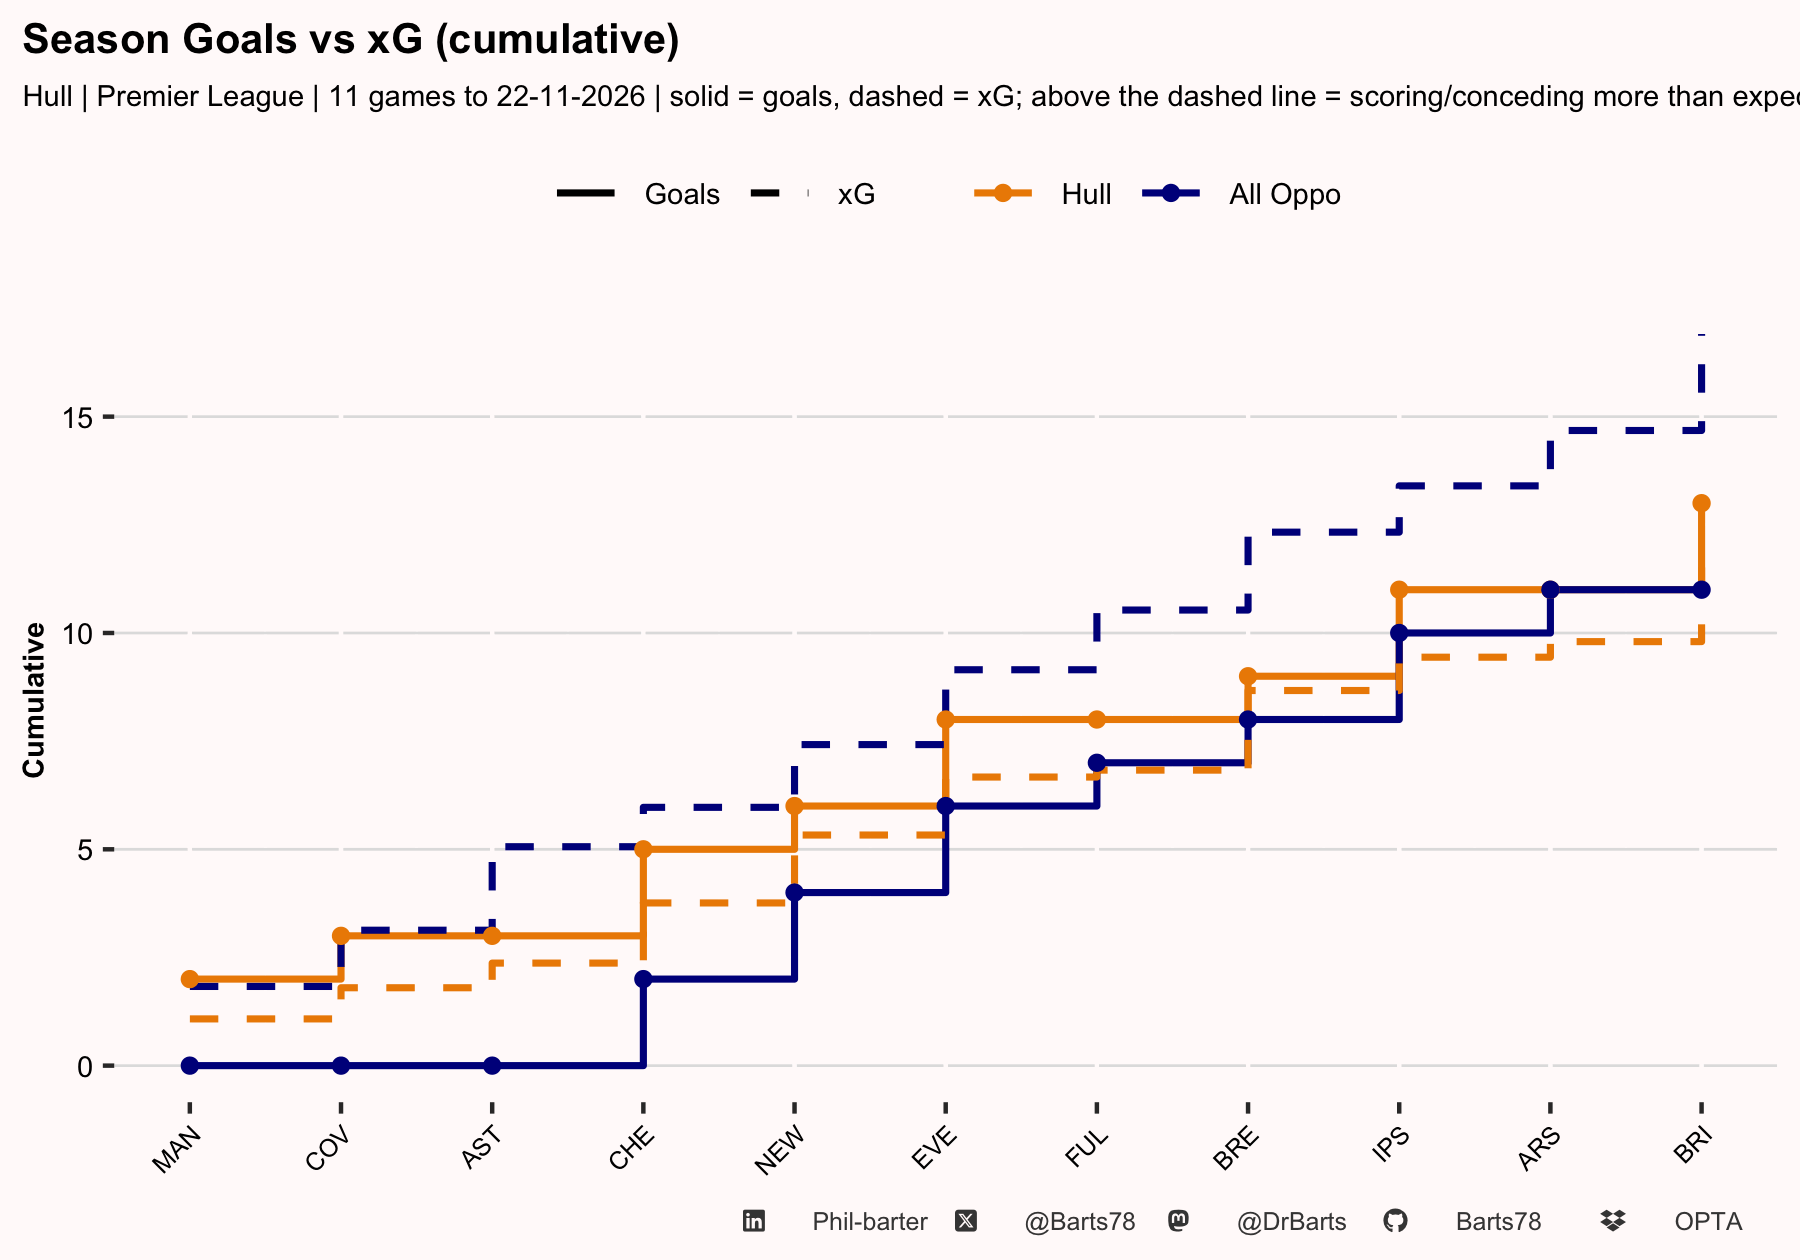 Season Goals vs xG (cumulative)
Hull | Premier League | 11 games to 22-11-2026 | solid = goals, dashed = xG; above the dashed line = scoring/conceding more than
Goals xG Hull All Oppo
15
10
5
0
Cumulative
MAN COV AST CHE NEW EVE FUL BRE IPS ARS BRI
Phil-barter @Barts78 @DrBarts Barts78 OPTA